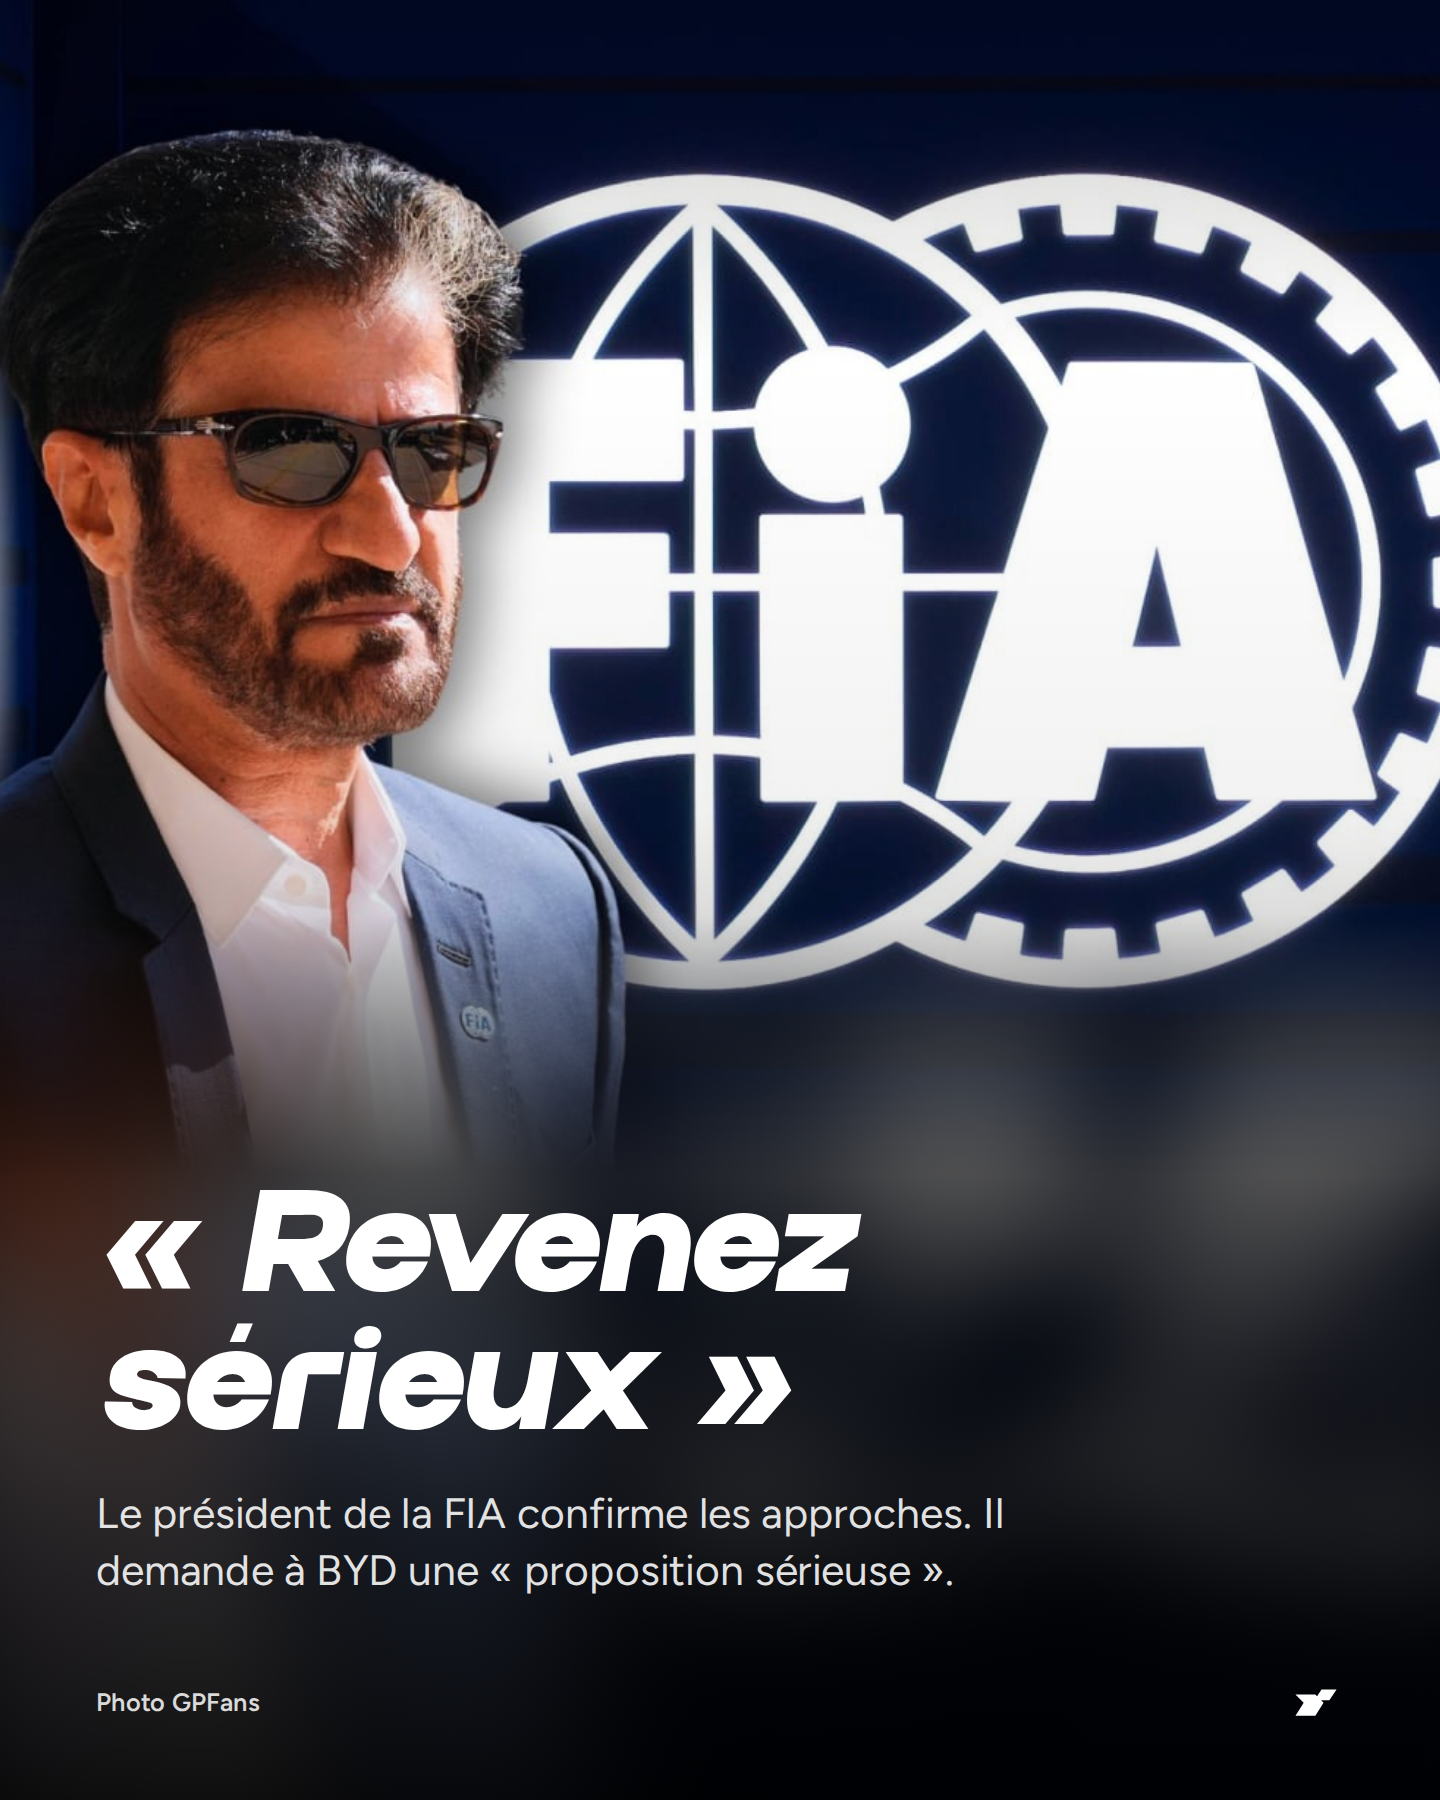 FiA
FiA
« Revenez
sérieux »
Le président de la FIA confirme les approches. Il
demande à BYD une « proposition sérieuse ».
Photo GPFans